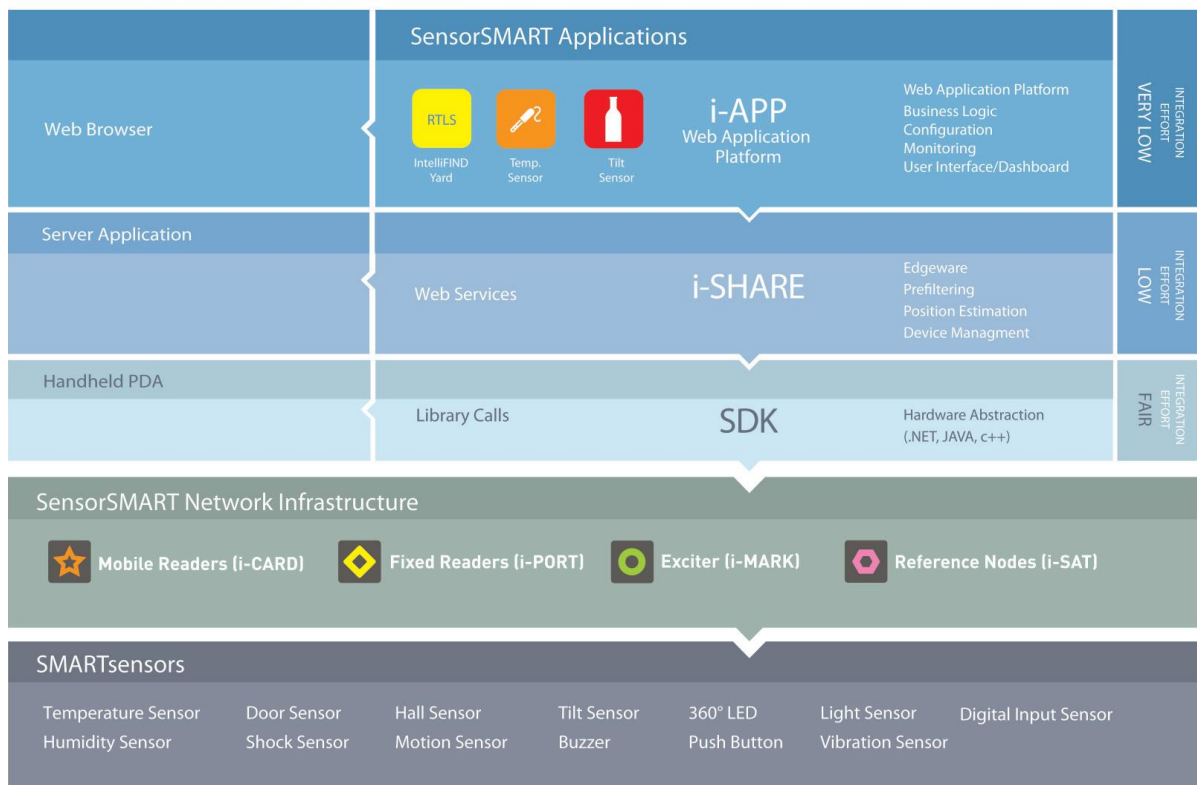 SensorSMART Applications
Web Browser
RTLS
IntelliFIND
Yard
Temp.
Sensor
Tilt
Sensor
i-APP
Web Application
Platform
Web Application Platform
Business Logic
Configuration
Monitoring
User Interface/Dashboard
INTEGRATION
EFFORT
VERY LOW
Server Application
Web Services
i-SHARE
Edgeware
Prefiltering
Position Estimation
Device Managment
INTEGRATION
EFFORT
LOW
Handheld PDA
Library Calls
SDK
Hardware Abstraction
(.NET, JAVA, c++)
INTEGRATION
EFFORT
FAIR
SensorSMART Network Infrastructure
Mobile Readers (i-CARD)
Fixed Readers (i-PORT)
Exciter (i-MARK)
Reference Nodes (i-SAT)
SMARTsensors
Temperature Sensor
Door Sensor
Hall Sensor
Tilt Sensor
360° LED
Light Sensor
Digital Input Sensor
Humidity Sensor
Shock Sensor
Motion Sensor
Buzzer
Push Button
Vibration Sensor